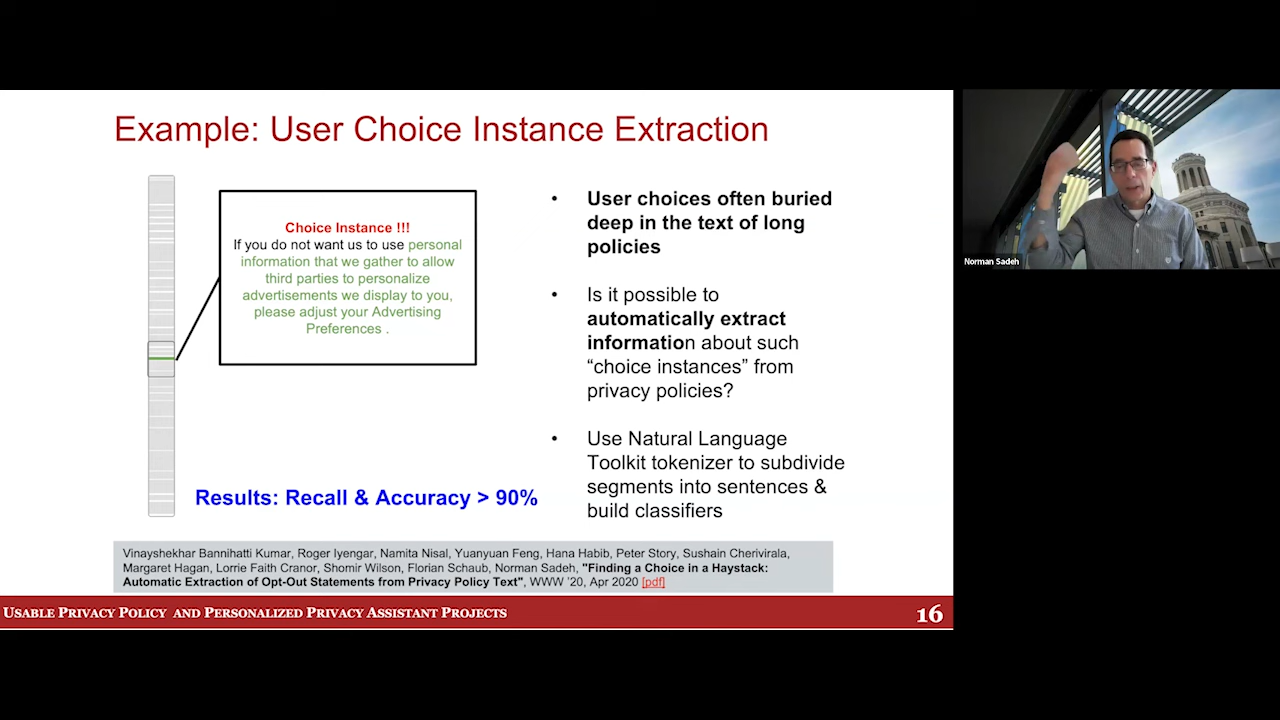 Example: User Choice Instance Extraction
Choice Instance !!!
If you do not want us to use personal
information that we gather to allow
third parties to personalize
advertisements we display to you,
please adjust your Advertising
Preferences .
Results: Recall & Accuracy > 90%
• User choices often buried
deep in the text of long
policies
• Is it possible to
automatically extract
information about such
“choice instances” from
privacy policies?
• Use Natural Language
Toolkit tokenizer to subdivide
segments into sentences &
build classifiers
Vinayshekhar Bannihatti Kumar, Roger Iyengar, Namita Nisal, Yuanyuan Feng, Hana Habib, Peter Story, Sushain Cherivirala,
Margaret Hagan, Lorrie Faith Cranor, Shomir Wilson, Florian Schaub, Norman Sadeh, "Finding a Choice in a Haystack:
Automatic Extraction of Opt-Out Statements from Privacy Policy Text", WWW ’20, Apr 2020 [pdf]
USABLE PRIVACY POLICY AND PERSONALIZED PRIVACY ASSISTANT PROJECTS
16
Norman Sadeh